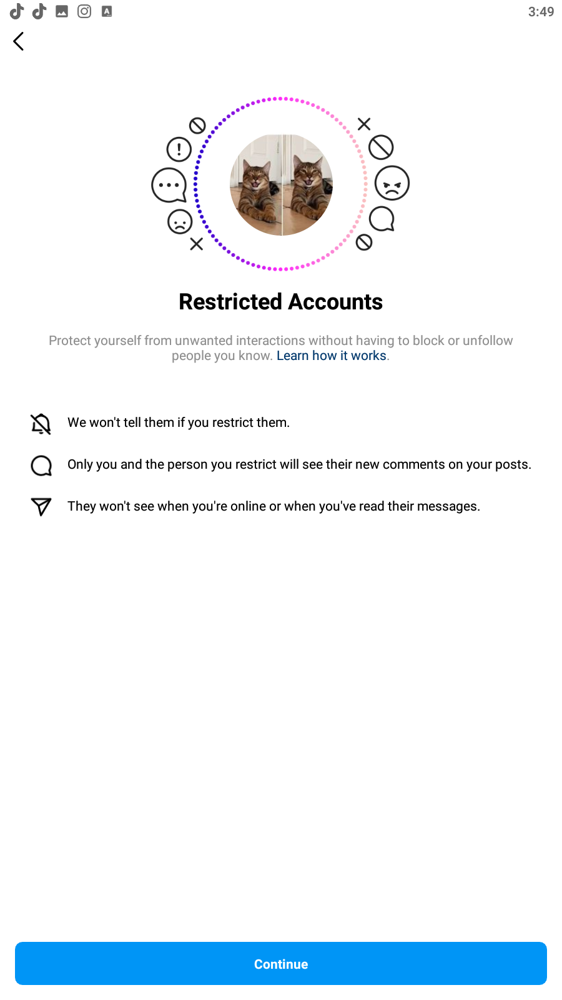 3:49
Restricted Accounts
Protect yourself from unwanted interactions without having to block or unfollow
people you know. Learn how it works.
We won't tell them if you restrict them.
Only you and the person you restrict will see their new comments on your posts.
They won't see when you're online or when you've read their messages.
Continue